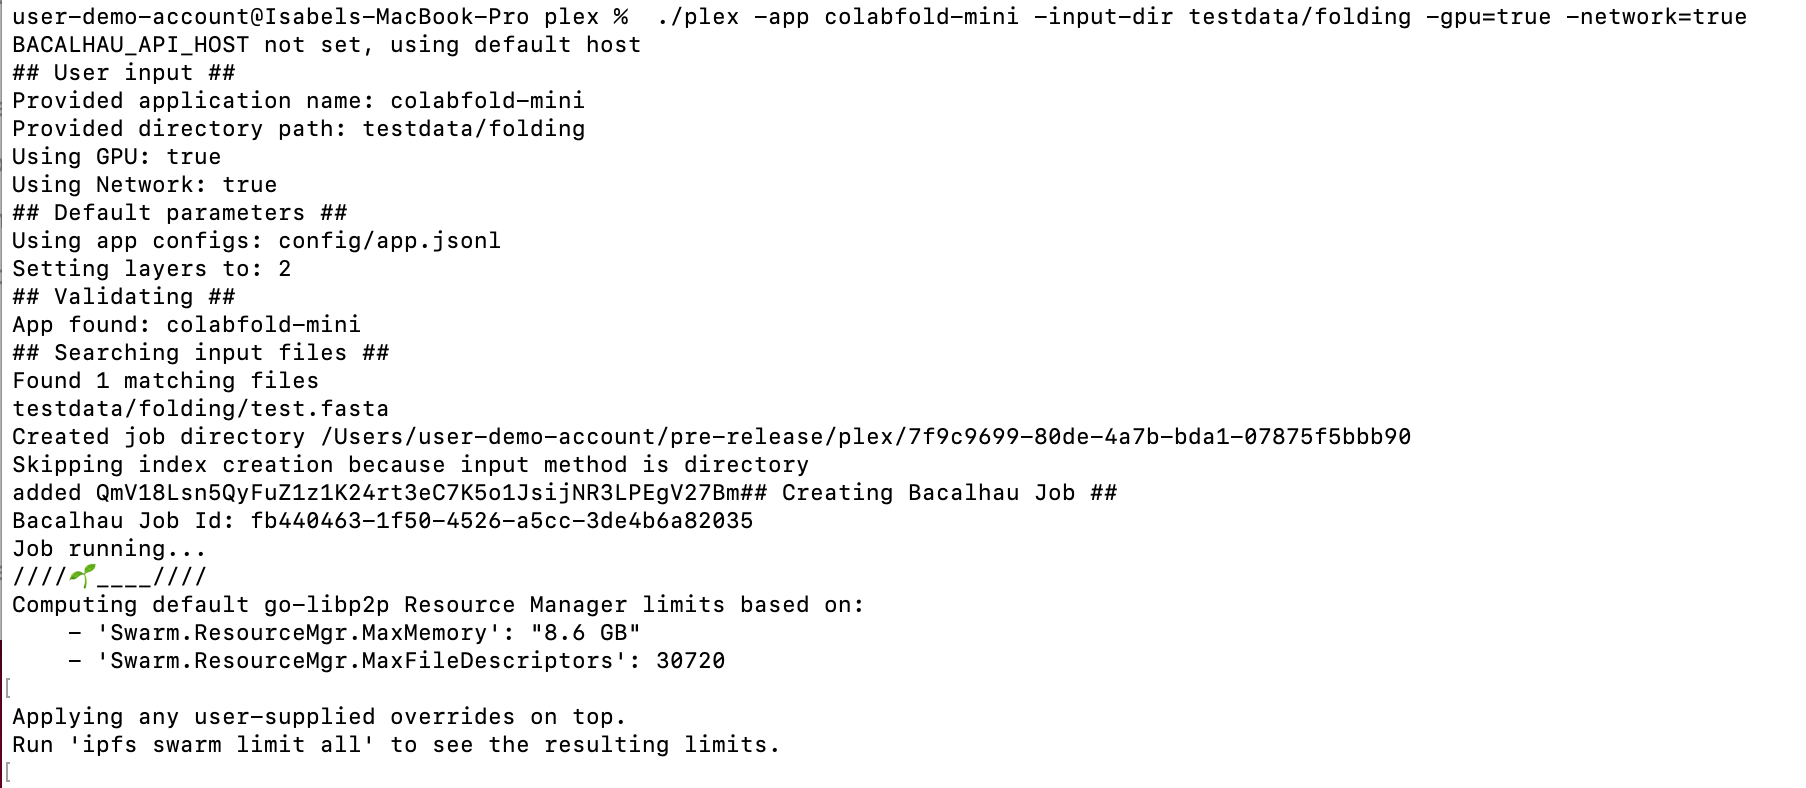 user-demo-account@Isabels-MacBook-Pro plex %  ./plex -app colabfold-mini -input-dir testdata/folding -gpu=true -network=true
BACALHAU_API_HOST not set, using default host
## User input ##
Provided application name: colabfold-mini
Provided directory path: testdata/folding
Using GPU: true
Using Network: true
## Default parameters ##
Using app configs: config/app.jsonl
Setting layers to: 2
## Validating ##
App found: colabfold-mini
## Searching input files ##
Found 1 matching files
testdata/folding/test.fasta
Created job directory /Users/user-demo-account/pre-release/plex/7f9c9699-80de-4a7b-bda1-07875f5bbb90
Skipping index creation because input method is directory
added QmV18Lsn5QyFuZ1z1K24rt3eC7K5o1JsijNR3LPEgV27Bm## Creating Bacalhau Job ##
Bacalhau Job Id: fb440463-1f50-4526-a5cc-3de4b6a82035
Job running...
////🌱____////
Computing default go-libp2p Resource Manager limits based on:
    - 'Swarm.ResourceMgr.MaxMemory': "8.6 GB"
    - 'Swarm.ResourceMgr.MaxFileDescriptors': 30720
[
Applying any user-supplied overrides on top.
Run 'ipfs swarm limit all' to see the resulting limits.
[